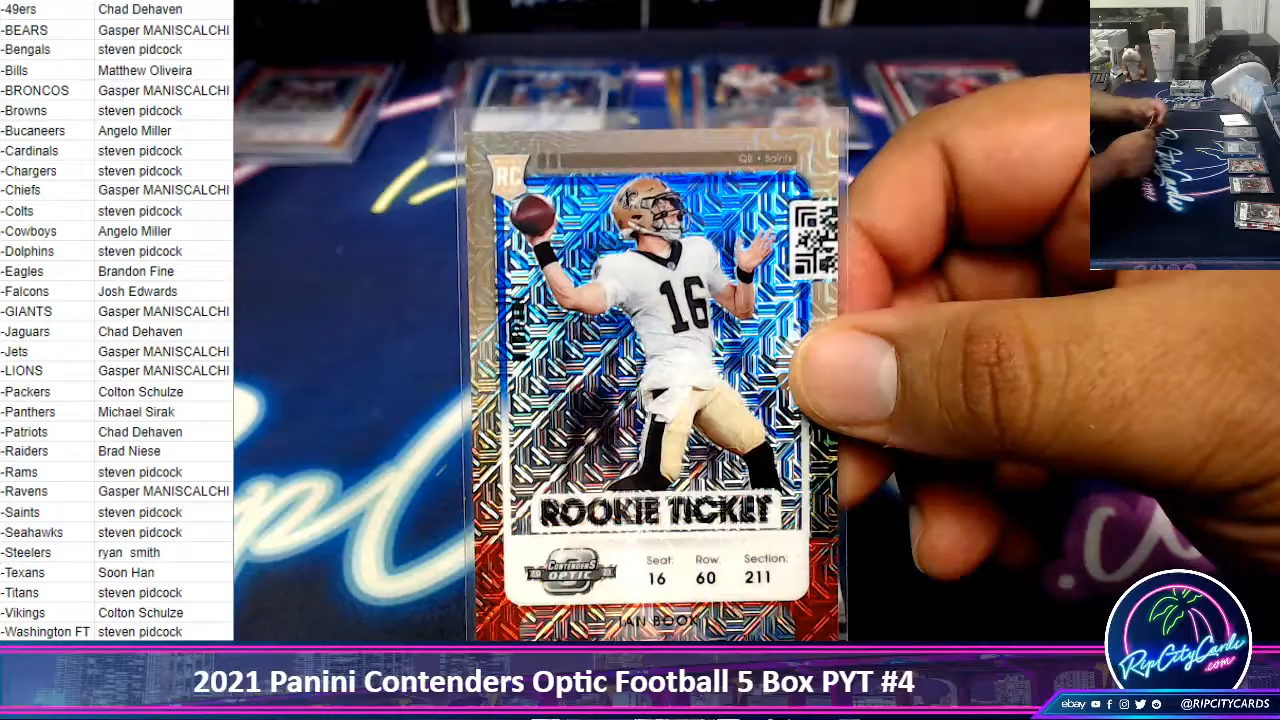 -49ers Chad Dehaven
-BEARS Gasper MANISCALCHI
-Bengals steven pidcock
-Bills Matthew Oliveira
-BRONCOS Gasper MANISCALCHI
-Browns steven pidcock
-Bucaneers Angelo Miller
-Cardinals steven pidcock
-Chargers steven pidcock
-Chiefs Gasper MANISCALCHI
-Colts steven pidcock
-Cowboys Angelo Miller
-Dolphins steven pidcock
-Eagles Brandon Fine
-Falcons Josh Edwards
-GIANTS Gasper MANISCALCHI
-Jaguars Chad Dehaven
-Jets Gasper MANISCALCHI
-LIONS Gasper MANISCALCHI
-Packers Colton Schulze
-Panthers Michael Sirak
-Patriots Chad Dehaven
-Raiders Brad Niese
-Rams steven pidcock
-Ravens Gasper MANISCALCHI
-Saints steven pidcock
-Seahawks steven pidcock
-Steelers ryan smith
-Texans Soon Han
-Titans steven pidcock
-Vikings Colton Schulze
-Washington FT steven pidcock
RC
QB • Saints
16
ROOKIE TICKET
20 CONTENDERS 21
OPTIC
Seat: Row: Section:
16 60 211
IAN BOOK
2021 Panini Contenders Optic Football 5 Box PYT #4
RipCityCards
.com
ebay @RIPCITYCARDS